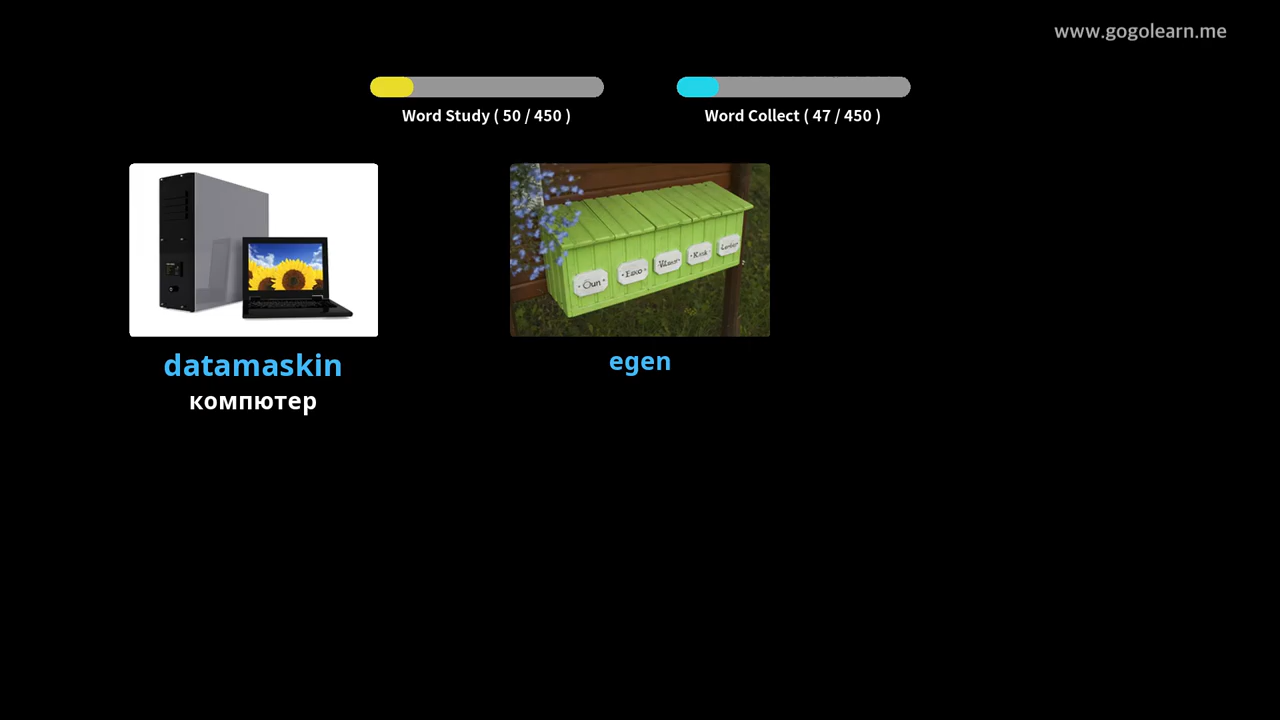 www.gogolearn.me
Word Study ( 50 / 450 )
Word Collect ( 47 / 450 )
datamaskin
компютер
egen